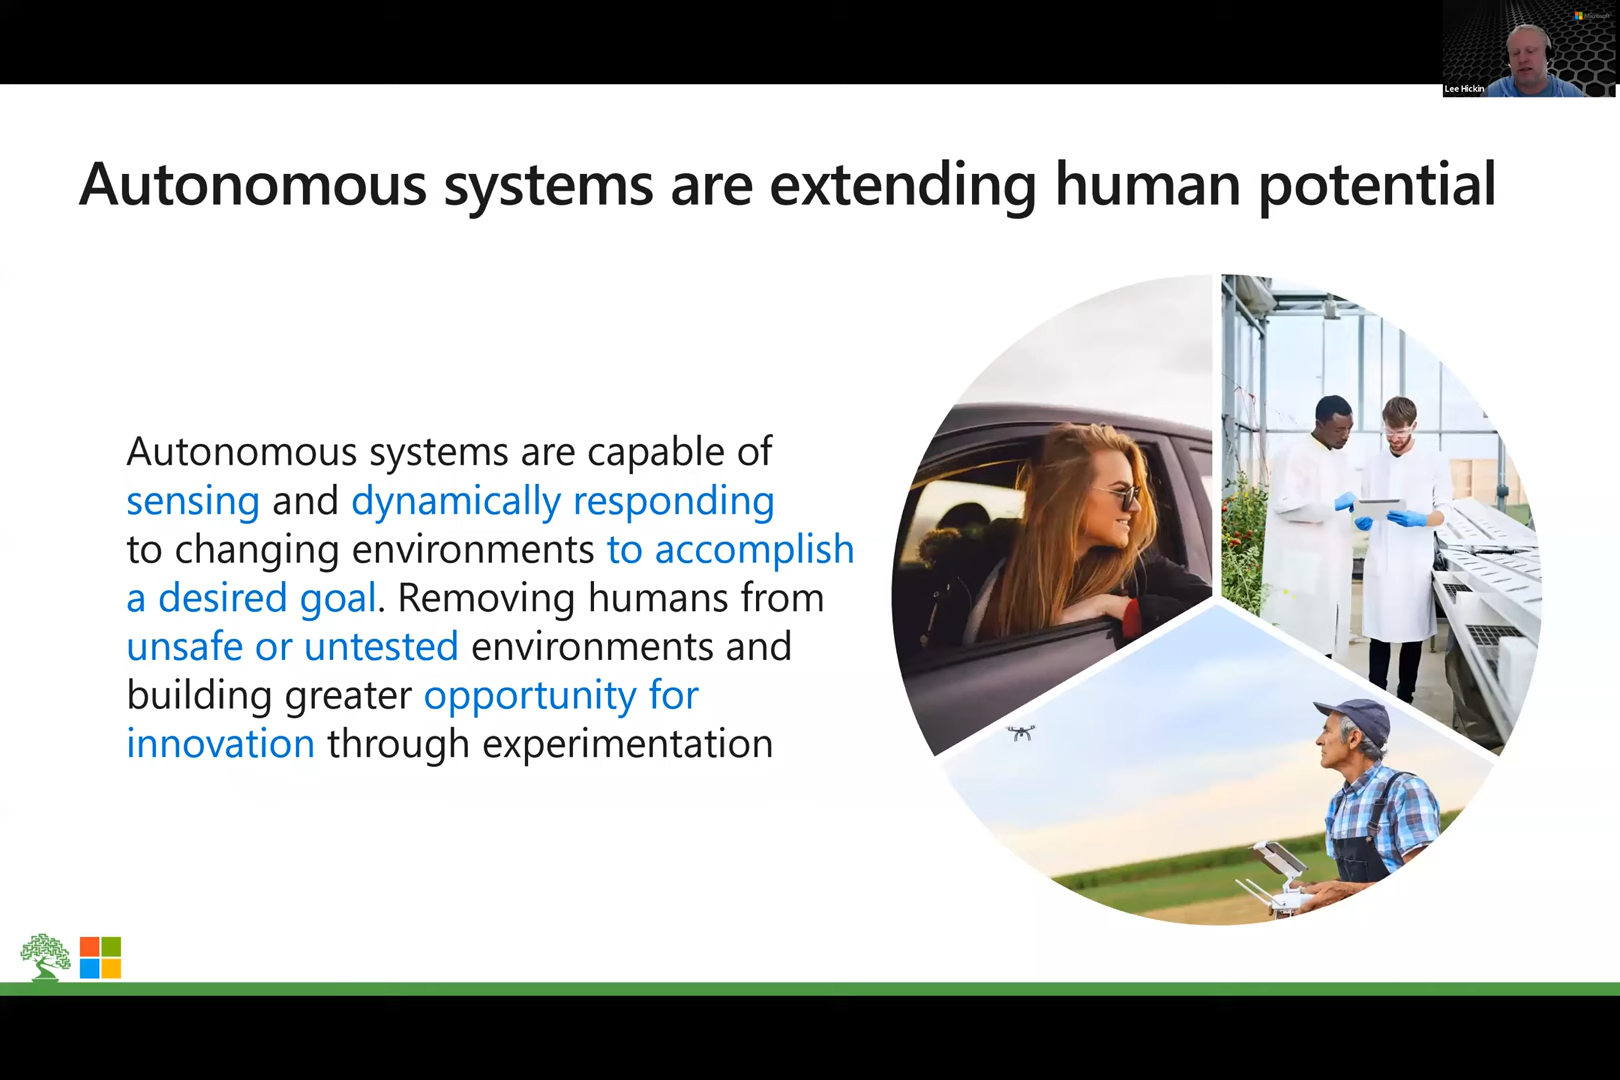 Microsoft
Lee Hickin
Autonomous systems are extending human potential
Autonomous systems are capable of
sensing and dynamically responding
to changing environments to accomplish
a desired goal. Removing humans from
unsafe or untested environments and
building greater opportunity for
innovation through experimentation